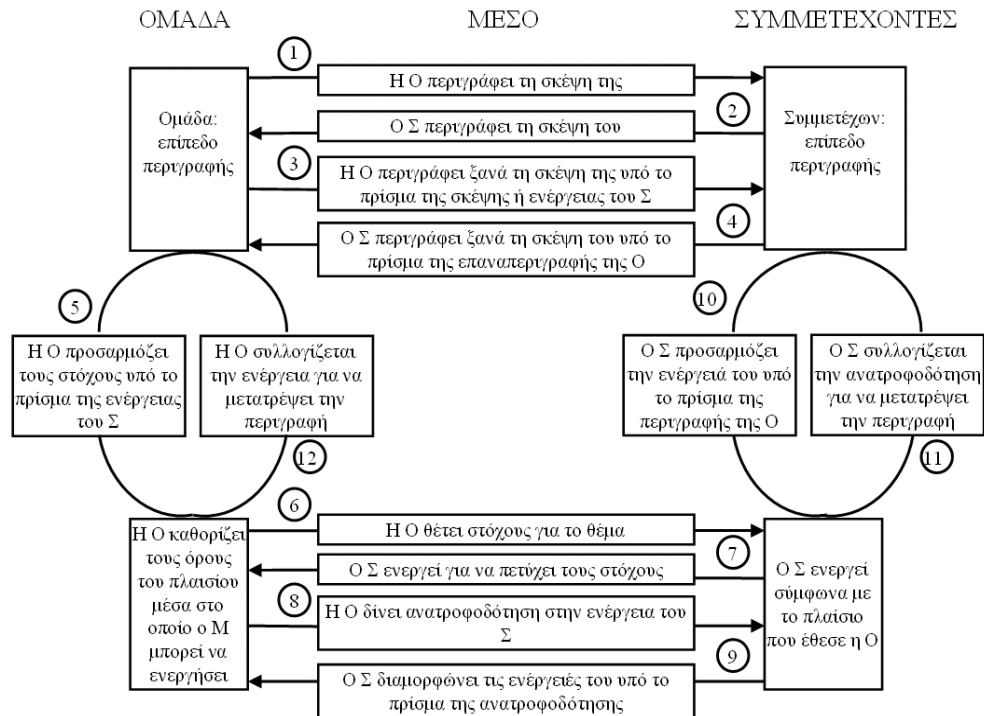 ΟΜΑΔΑ ΜΕΣΟ ΣΥΜΜΕΤΕΧΟΝΤΕΣ
1
Η Ο περιγράφει τη σκέψη της
2
Ο Σ περιγράφει τη σκέψη του
Ομάδα:
επίπεδο
περιγραφής
Συμμετέχων:
επίπεδο
περιγραφής
3
Η Ο περιγράφει ξανά τη σκέψη της υπό το
πρίσμα της σκέψης ή ενέργειας του Σ
4
Ο Σ περιγράφει ξανά τη σκέψη του υπό το
πρίσμα της επαναπεριγραφής της Ο
5
10
Η Ο προσαρμόζει
τους στόχους υπό το
πρίσμα της ενέργειας
του Σ
Η Ο συλλογίζεται
την ενέργεια για να
μετατρέψει την
περιγραφή
Ο Σ προσαρμόζει
την ενέργειά του υπό
το πρίσμα της
περιγραφής της Ο
Ο Σ συλλογίζεται
την ανατροφοδότηση
για να μετατρέψει
την περιγραφή
12
11
6
Η Ο θέτει στόχους για το θέμα
7
Ο Σ ενεργεί για να πετύχει τους στόχους
Η Ο καθορίζει
τους όρους
του πλαισίου
μέσα στο
οποίο ο Μ
μπορεί να
ενεργήσει
8
Η Ο δίνει ανατροφοδότηση στην ενέργεια του
Σ
Ο Σ ενεργεί
σύμφωνα με
το πλαίσιο
που έθεσε η Ο
9
Ο Σ διαμορφώνει τις ενέργειές του υπό το
πρίσμα της ανατροφοδότησης